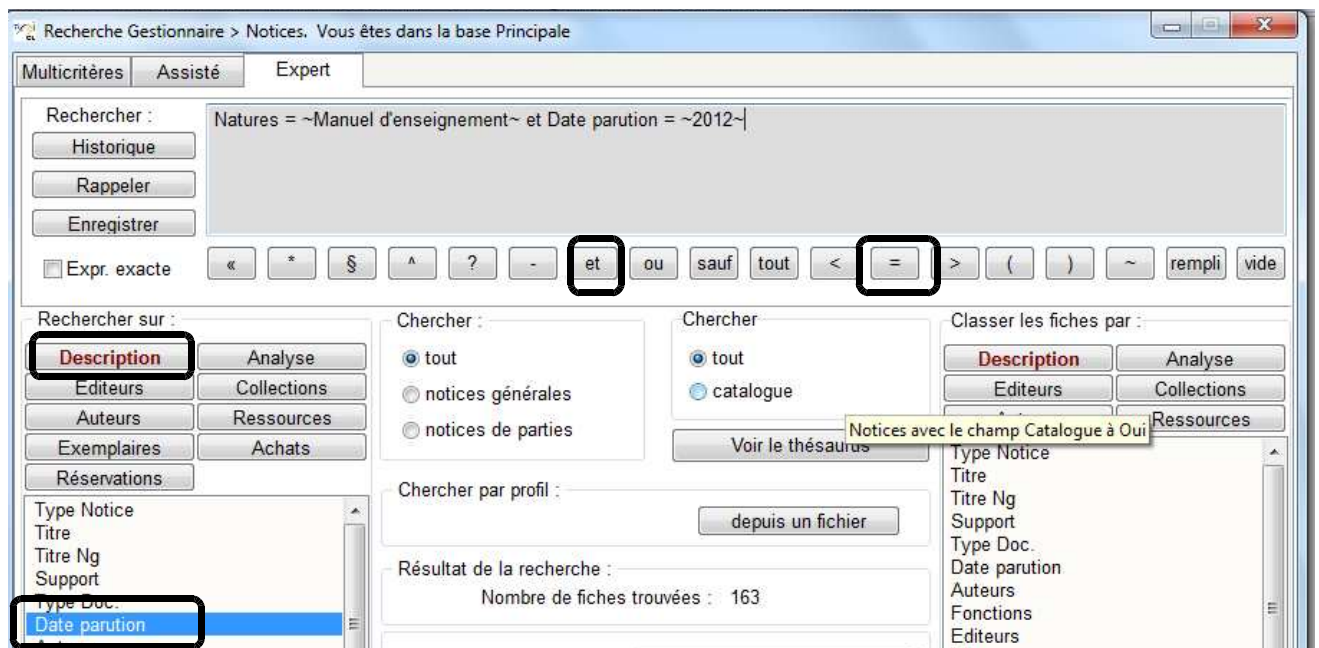 Recherche Gestionnaire > Notices. Vous êtes dans la base Principale
Multicritères Assisté Expert
Rechercher :
Natures = ~Manuel d'enseignement~ et Date parution = ~2012~
Historique
Rappeler
Enregistrer
Expr. exacte
« * § ^ ? - et ou sauf tout < = > ( ) ~ rempli vide
Rechercher sur :
Description Analyse
Editeurs Collections
Auteurs Ressources
Exemplaires Achats
Réservations
Type Notice
Titre
Titre Ng
Support
Type Doc.
Date parution
Chercher :
tout
notices générales
notices de parties
Chercher
tout
catalogue
Voir le thésaurus
Chercher par profil :
depuis un fichier
Résultat de la recherche :
Nombre de fiches trouvées : 163
Classer les fiches par :
Description Analyse
Editeurs Collections
Ressources
Notices avec le champ Catalogue à Oui
Type Notice
Titre
Titre Ng
Support
Type Doc.
Date parution
Auteurs
Fonctions
Editeurs